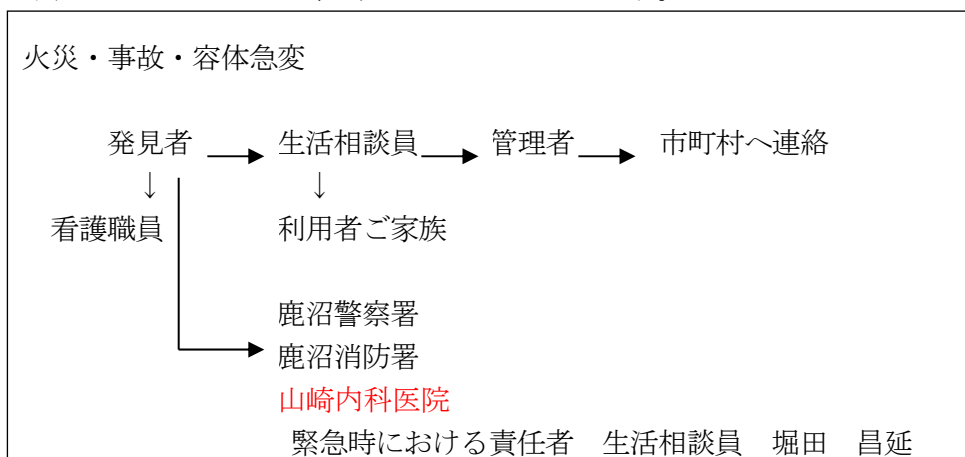 火災・事故・容体急変
発見者 → 生活相談員 → 管理者 → 市町村へ連絡
↓ ↓
看護職員 利用者ご家族
鹿沼警察署
鹿沼消防署
山崎内科医院
緊急時における責任者 生活相談員 堀田 昌延